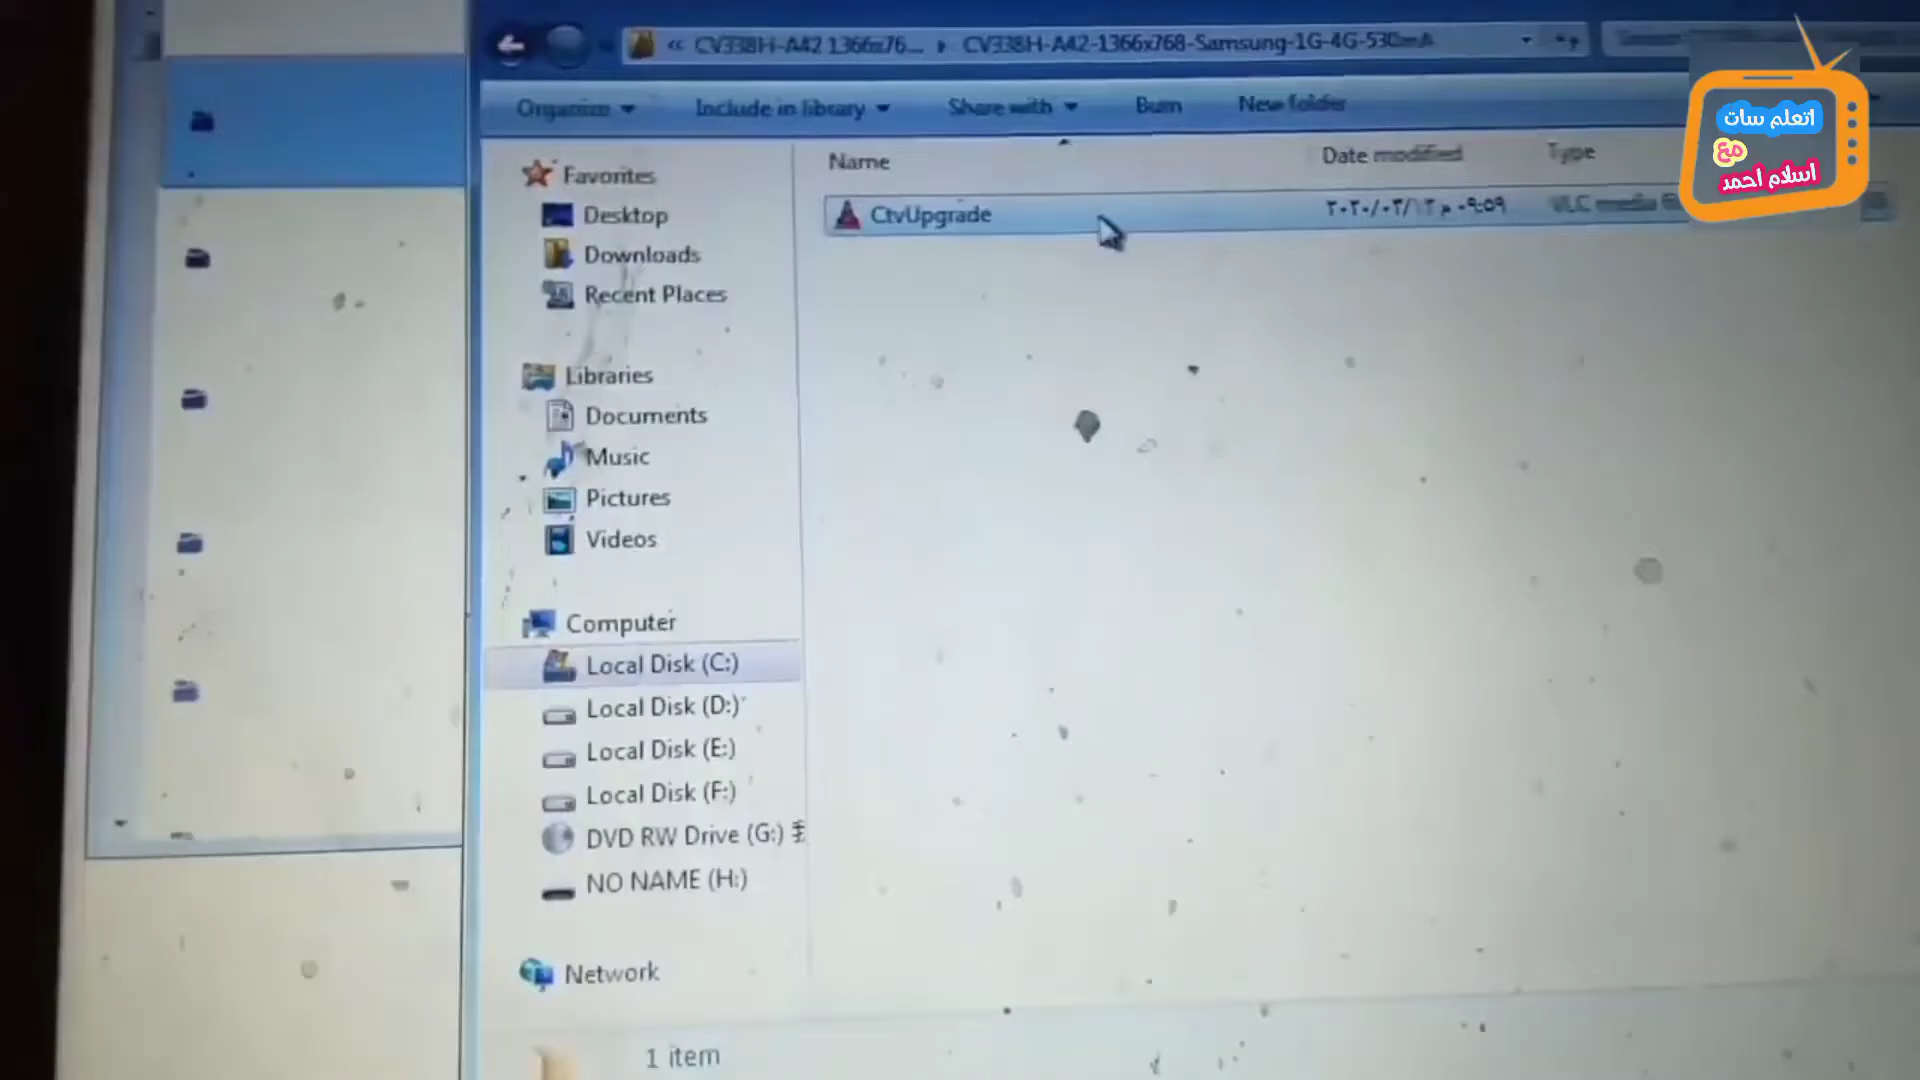 « CV338H-A42 1366x76... ▸ CV338H-A42-1366x768-Samsung-1G-4G-530mA
Organize Include in library Share with Burn New folder
اتعلم سات
مع
اسلام احمد
Name Date modified Type
CtvUpgrade ٢٠٢٠/٠٣/١٢ م ٠٩:٥٩ VLC media fi
Favorites
Desktop
Downloads
Recent Places
Libraries
Documents
Music
Pictures
Videos
Computer
Local Disk (C:)
Local Disk (D:)
Local Disk (E:)
Local Disk (F:)
DVD RW Drive (G:)
NO NAME (H:)
Network
1 item